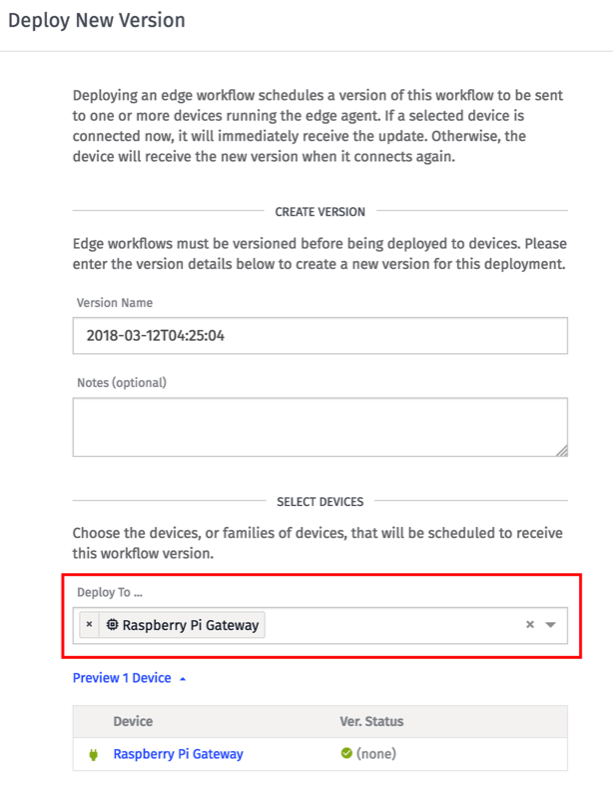 Deploy New Version
Deploying an edge workflow schedules a version of this workflow to be sent
to one or more devices running the edge agent. If a selected device is
connected now, it will immediately receive the update. Otherwise, the
device will receive the new version when it connects again.
CREATE VERSION
Edge workflows must be versioned before being deployed to devices. Please
enter the version details below to create a new version for this deployment.
Version Name
2018-03-12T04:25:04
Notes (optional)
SELECT DEVICES
Choose the devices, or families of devices, that will be scheduled to receive
this workflow version.
Deploy To ...
× Raspberry Pi Gateway ×
Preview 1 Device
Device Ver. Status
Raspberry Pi Gateway (none)